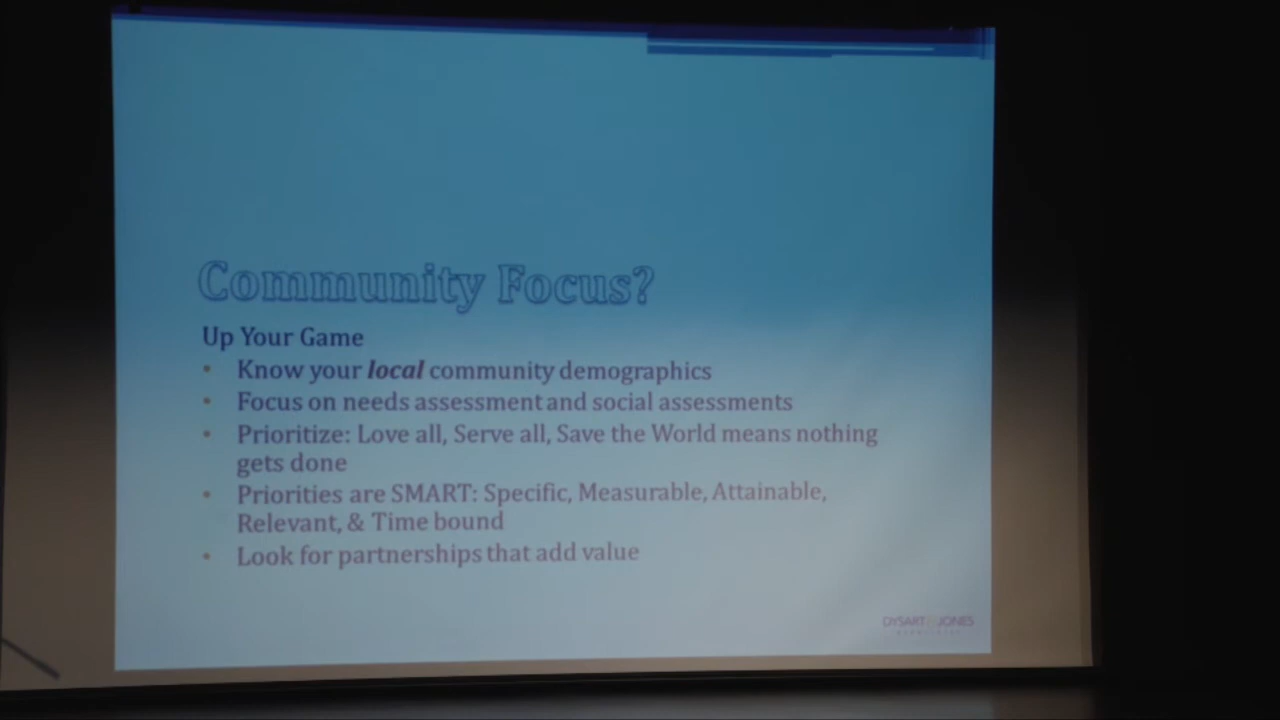 Community Focus?
Up Your Game
• Know your local community demographics
• Focus on needs assessment and social assessments
• Prioritize: Love all, Serve all, Save the World means nothing
gets done
• Priorities are SMART: Specific, Measurable, Attainable,
Relevant, & Time bound
• Look for partnerships that add value
DYSART & JONES